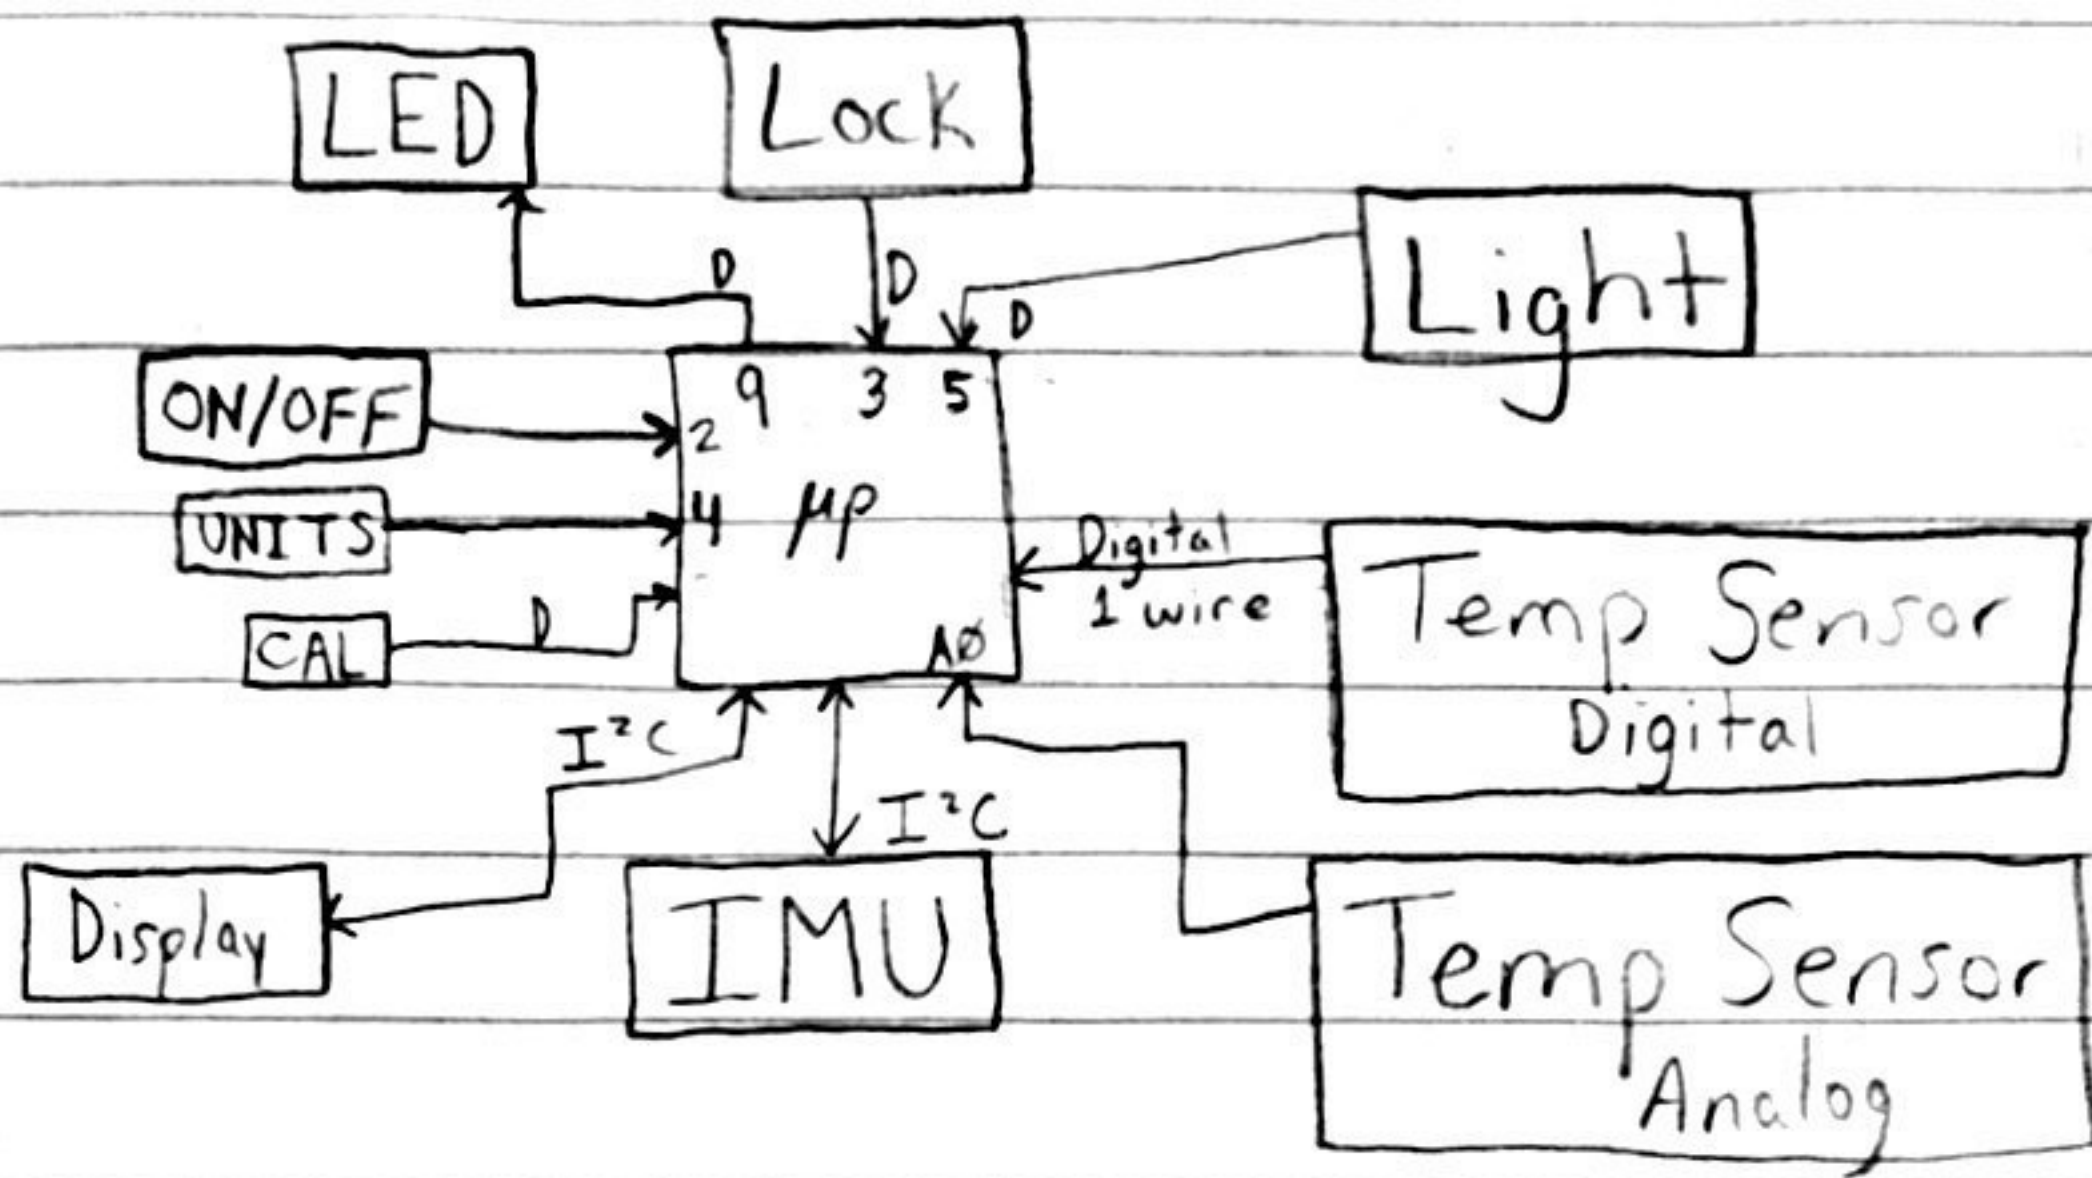 LED
Lock
Light
D
D
D
ON/OFF
9 3 5
2
UNITS
4 μp
Digital
1 wire
Temp Sensor
Digital
CAL
D
AØ
I²C
I²C
Display
IMU
Temp Sensor
Analog